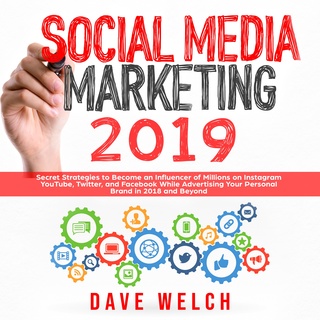 SOCIAL MEDIA
MARKETING
2019
Secret Strategies to Become an Influencer of Millions on Instagram
YouTube, Twitter, and Facebook While Advertising Your Personal
Brand in 2018 and Beyond
DAVE WELCH